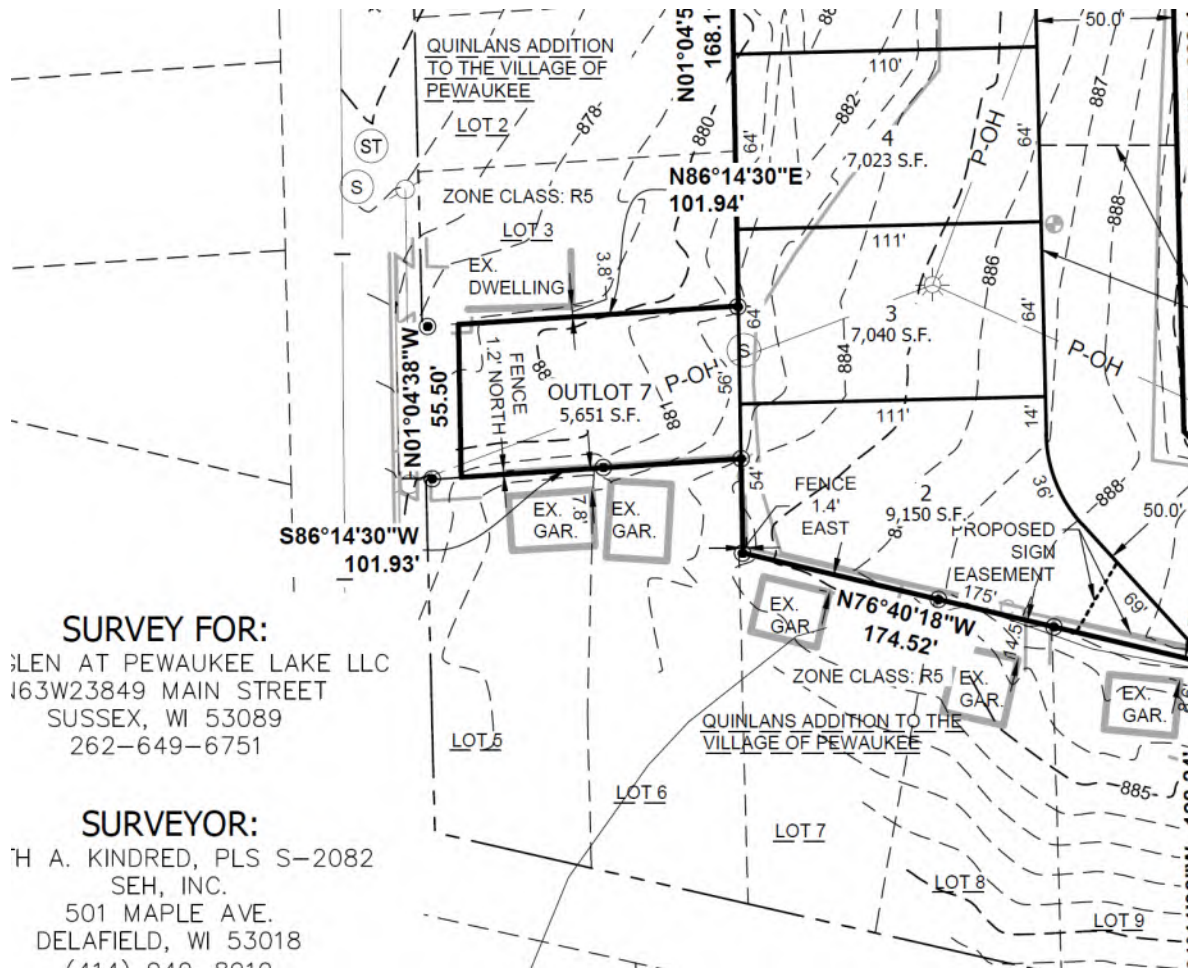 QUINLANS ADDITION
TO THE VILLAGE OF
PEWAUKEE
LOT 2
ST
S
878
880
882
N01°04'5
168.1
110'
50.0'
887
888
64'
64'
4
7,023 S.F.
P-OH
N86°14'30"E
101.94'
ZONE CLASS: R5
LOT 3
EX.
DWELLING
3.8'
111'
886
64'
64'
3
7,040 S.F.
884
P-OH
S
N01°04'38"W
55.50'
FENCE
1.2' NORTH
88
OUTLOT 7
5,651 S.F.
881
P-OH
56'
111'
14'
36'
54'
FENCE
1.4'
EAST
2
9,150 S.F.
888
50.0'
PROPOSED
SIGN
EASEMENT
175'
69'
S86°14'30"W
101.93'
EX.
GAR.
7.8'
EX.
GAR.
EX.
GAR.
N76°40'18"W
174.52'
14.5'
ZONE CLASS: R5
EX.
GAR.
EX.
GAR.
QUINLANS ADDITION TO THE
VILLAGE OF PEWAUKEE
885
LOT 5
LOT 6
LOT 7
LOT 8
LOT 9
SURVEY FOR:
GLEN AT PEWAUKEE LAKE LLC
N63W23849 MAIN STREET
SUSSEX, WI 53089
262-649-6751
SURVEYOR:
TH A. KINDRED, PLS S-2082
SEH, INC.
501 MAPLE AVE.
DELAFIELD, WI 53018